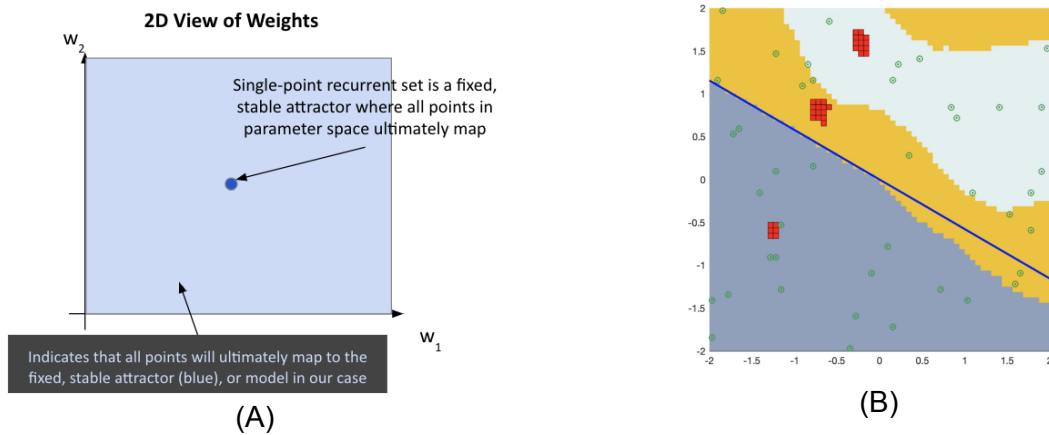 2D View of Weights
w_2
Single-point recurrent set is a fixed,
stable attractor where all points in
parameter space ultimately map
w_1
Indicates that all points will ultimately map to the
fixed, stable attractor (blue), or model in our case
(A)
2
1.5
1
0.5
0
-0.5
-1
-1.5
-2
-2 -1.5 -1 -0.5 0 0.5 1 1.5 2
(B)